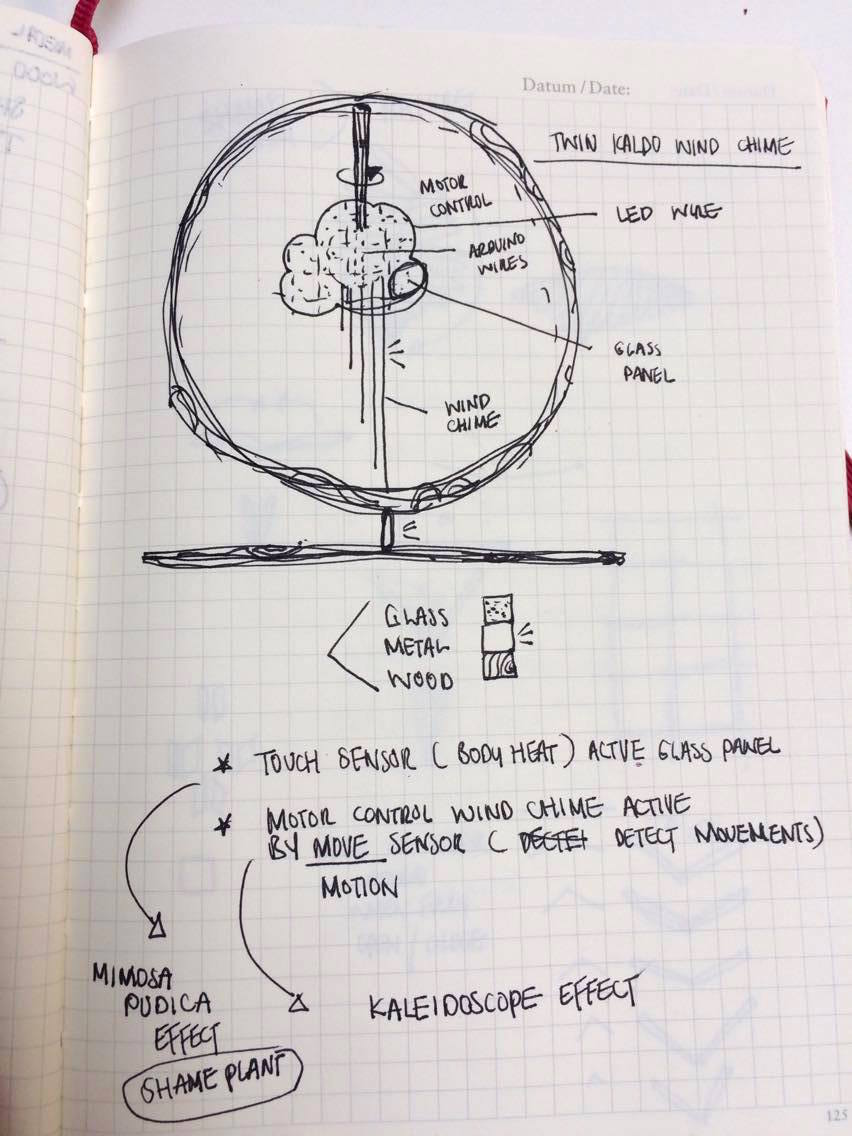 Datum / Date:
TWIN KALDO WIND CHIME
MOTOR
CONTROL
LED WIRE
ARDUINO
WIRES
GLASS
PANEL
WIND
CHIME
GLASS
METAL
WOOD
* TOUCH SENSOR ( BODY HEAT ) ACTVE GLASS PANEL
* MOTOR CONTROL WIND CHIME ACTIVE
BY MOVE SENSOR ( DETECT MOVEMENTS )
MOTION
MIMOSA
PUDICA
EFFECT
SHAME PLANT
KALEIDOSCOPE EFFECT
125